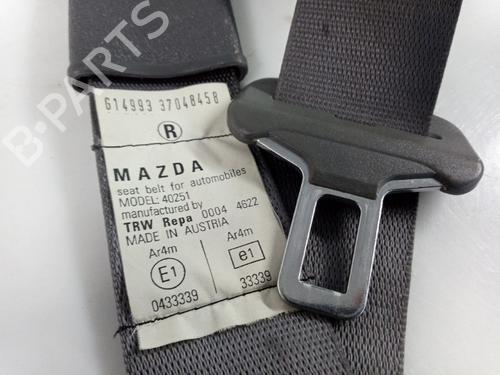 G14993 37048458
R
MAZDA
seat belt for automobiles
MODEL: 40251
manufactured by
TRW Repa 0004 4622
MADE IN AUSTRIA
Ar4m Ar4m
E1 e1
0433339 33339
B-PARTS